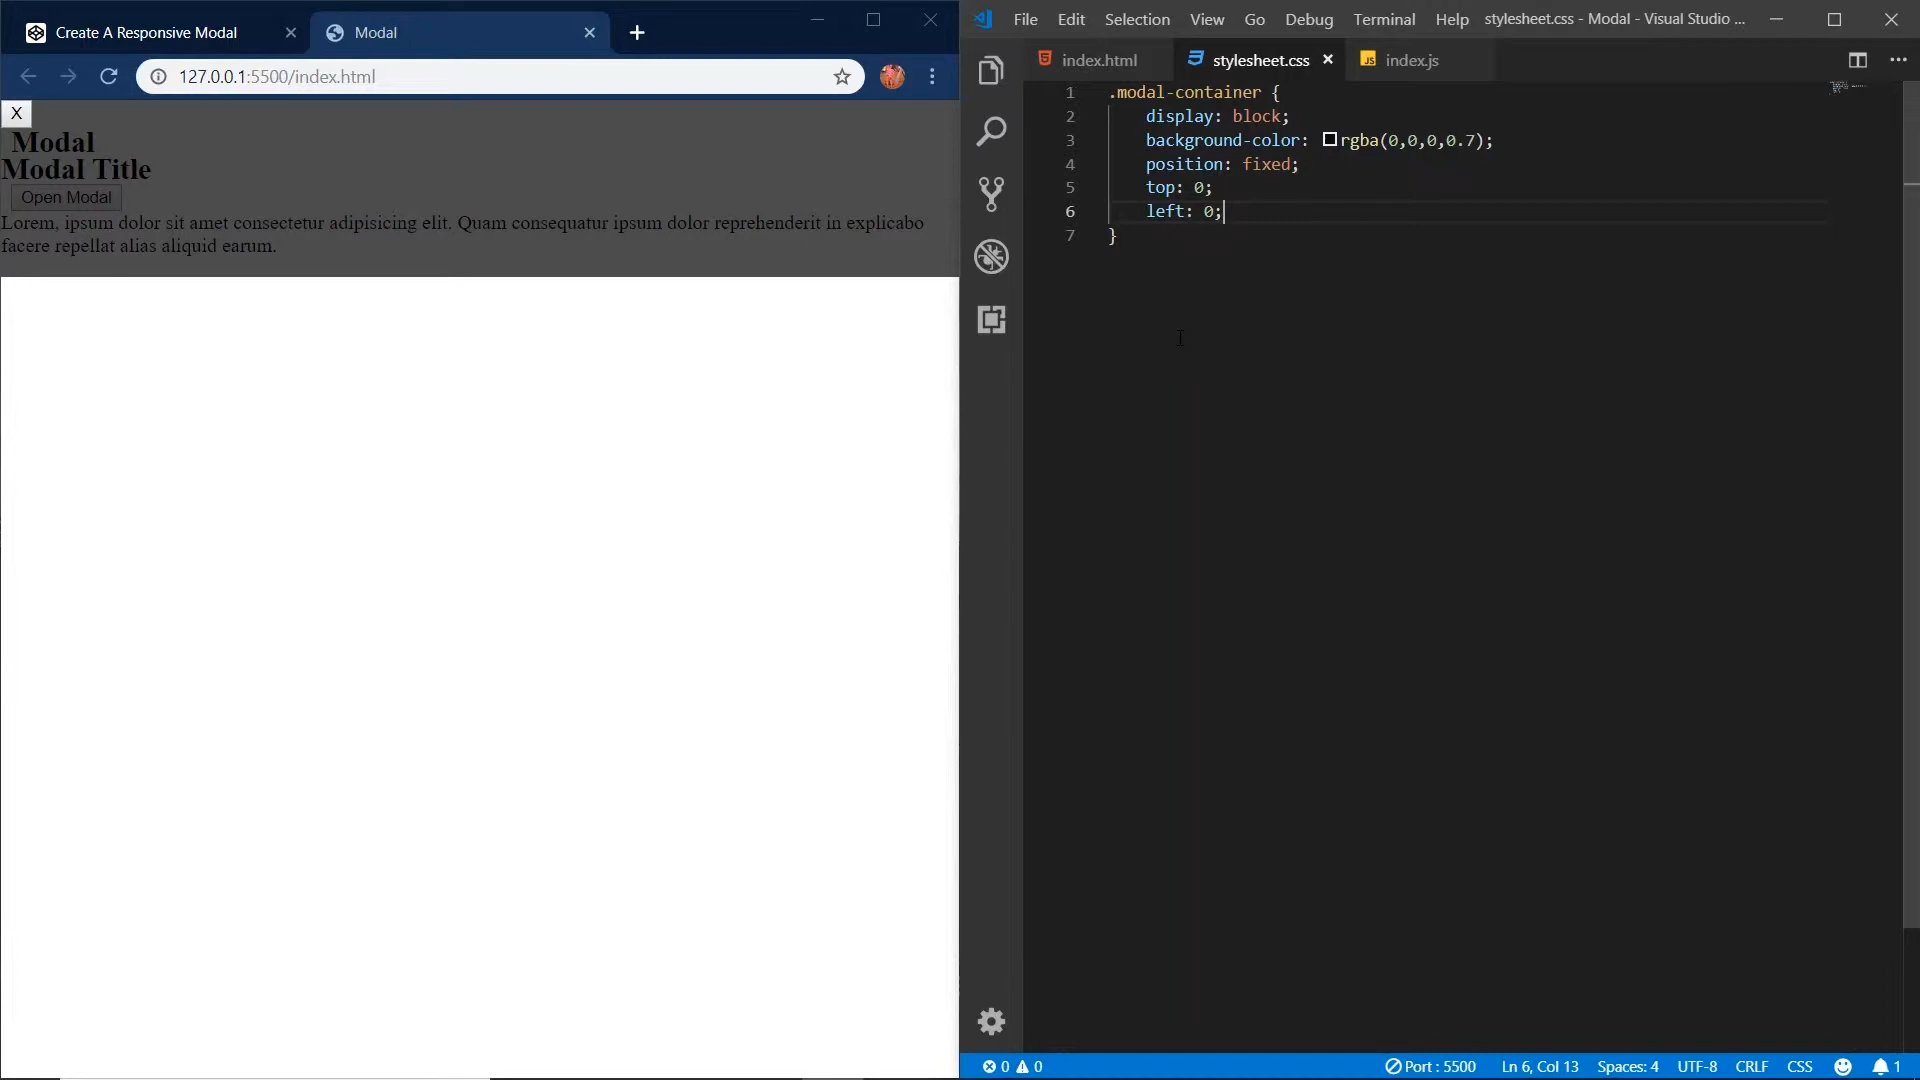 Create A Responsive Modal
Modal
127.0.0.1:5500/index.html
X
Modal
Modal Title
Open Modal
Lorem, ipsum dolor sit amet consectetur adipisicing elit. Quam consequatur ipsum dolor reprehenderit in explicabo
facere repellat alias aliquid earum.
File Edit Selection View Go Debug Terminal Help stylesheet.css - Modal - Visual Studio ...
index.html stylesheet.css JS index.js
1 .modal-container {
2 display: block;
3 background-color: rgba(0,0,0,0.7);
4 position: fixed;
5 top: 0;
6 left: 0;
7 }
0 0 Port : 5500 Ln 6, Col 13 Spaces: 4 UTF-8 CRLF CSS 1